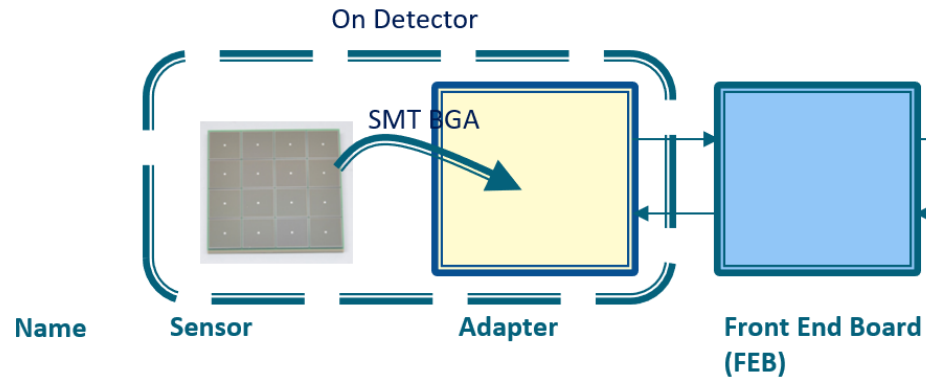 On Detector
SMT BGA
Name
Sensor
Adapter
Front End Board
(FEB)